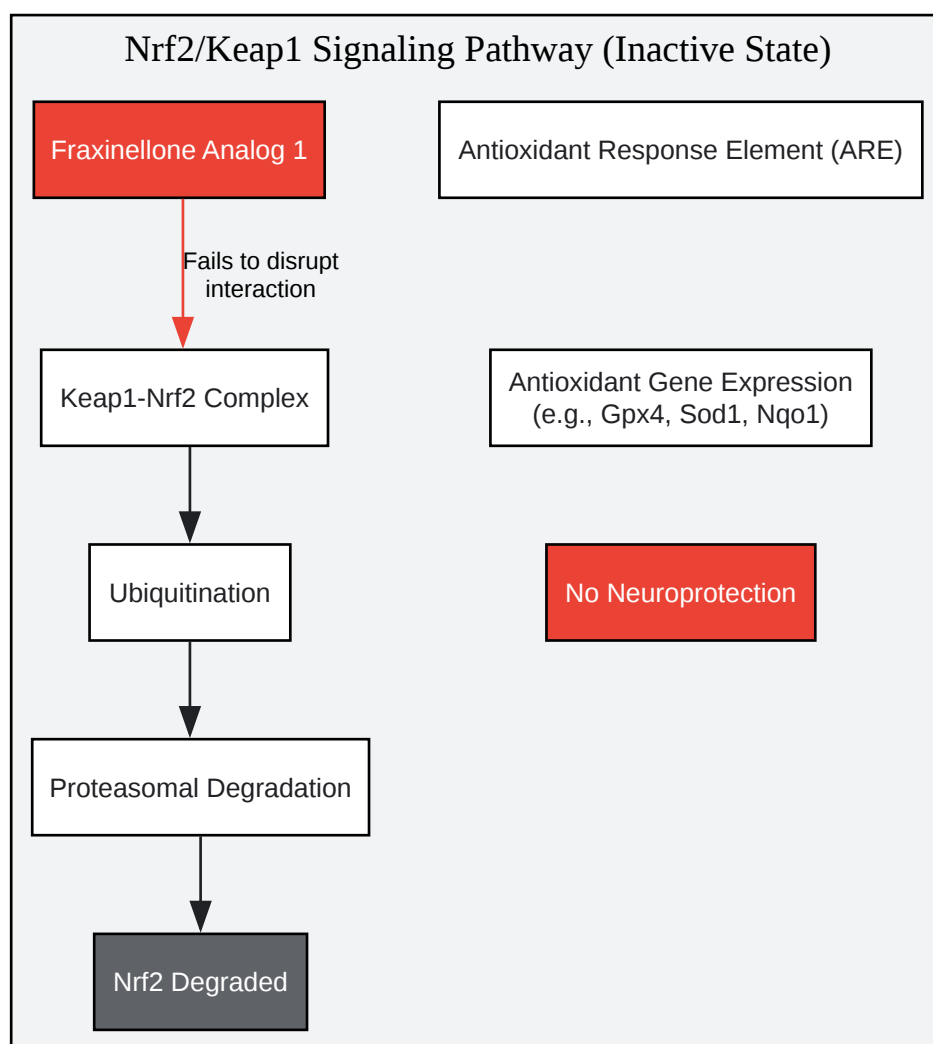 Nrf2/Keap1 Signaling Pathway (Inactive State)
Fraxinellone Analog 1
Antioxidant Response Element (ARE)
Fails to disrupt
interaction
Keap1-Nrf2 Complex
Antioxidant Gene Expression
(e.g., Gpx4, Sod1, Nqo1)
Ubiquitination
No Neuroprotection
Proteasomal Degradation
Nrf2 Degraded